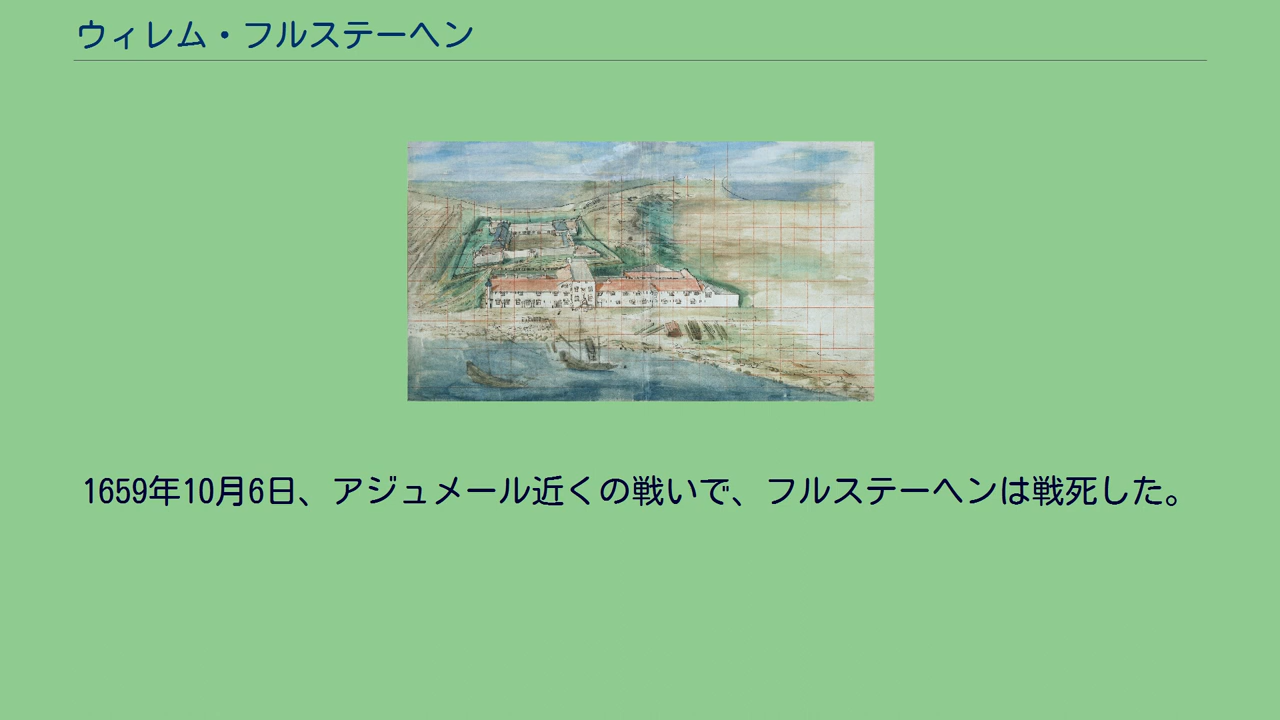 ウィレム・フルステーヘン
1659年10月6日、アジュメール近くの戦いで、フルステーヘンは戦死した。